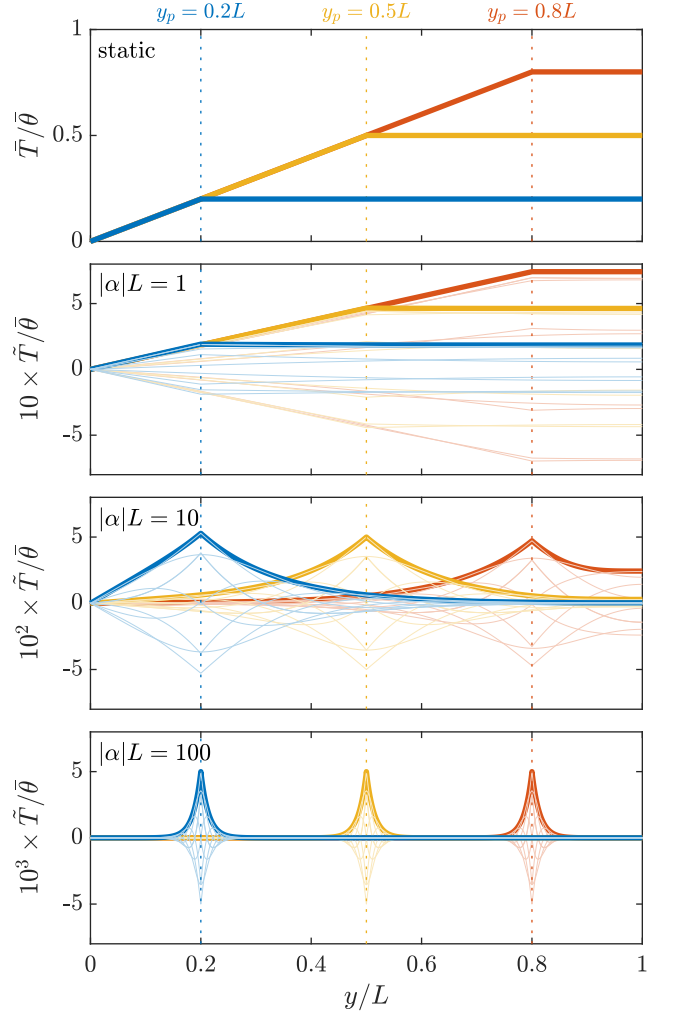 y_p = 0.2L y_p = 0.5L y_p = 0.8L
1
static
0.5
0
T̄/θ̄
|α|L = 1
5
0
-5
10 × T̃/θ̄
|α|L = 10
5
0
-5
10² × T̃/θ̄
|α|L = 100
5
0
-5
10³ × T̃/θ̄
0 0.2 0.4 0.6 0.8 1
y/L